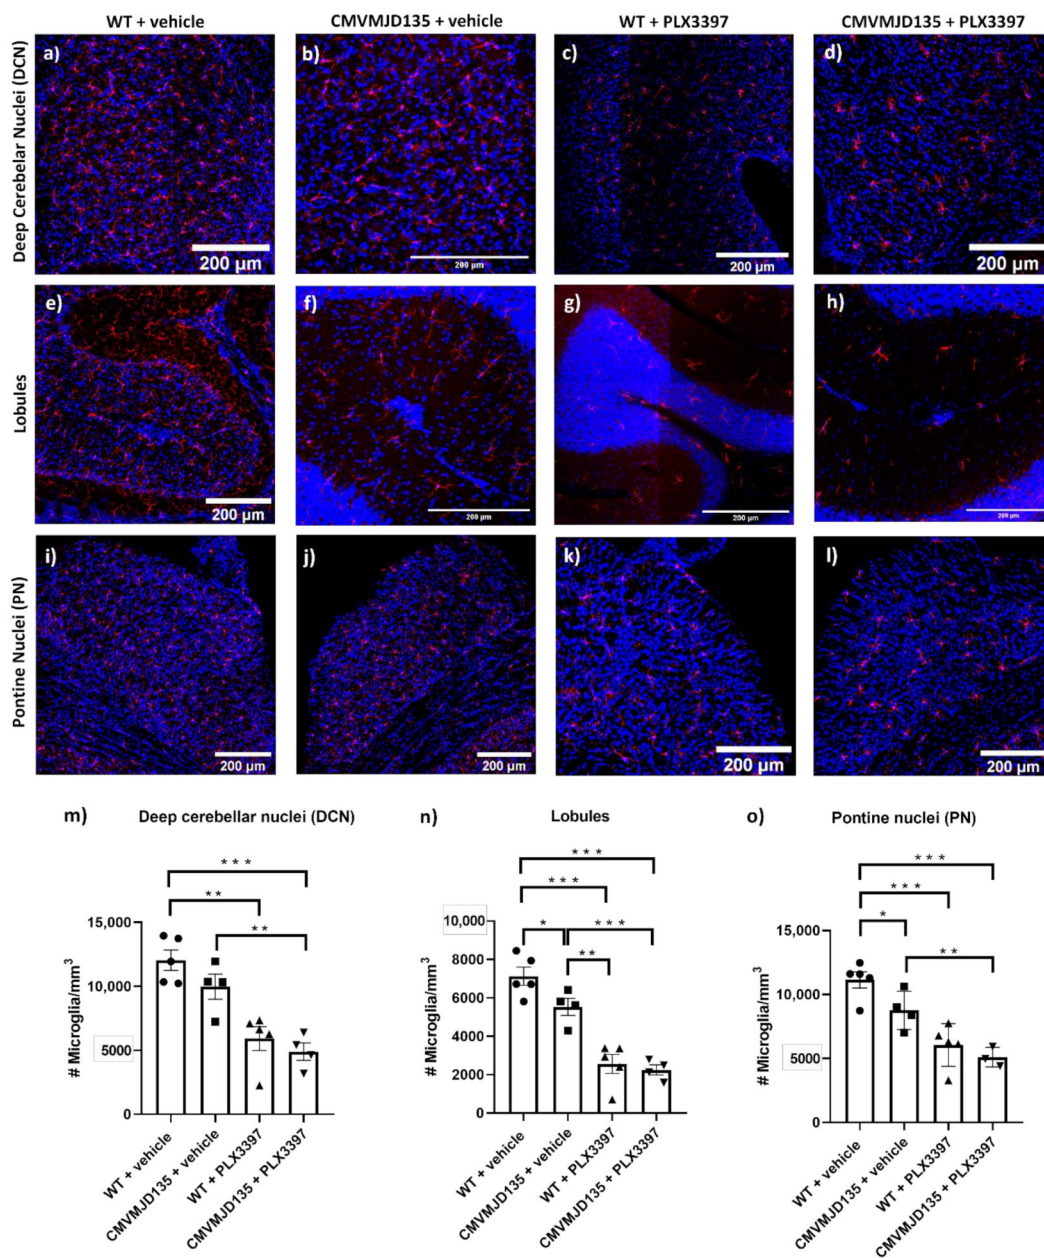 WT + vehicle
CMVMJD135 + vehicle
WT + PLX3397
CMVMJD135 + PLX3397
Deep Cerebelar Nuclei (DCN)
a)
b)
c)
d)
200 µm
200 µm
200 µm
200 µm
Lobules
e)
f)
g)
h)
200 µm
200 µm
200 µm
200 µm
Pontine Nuclei (PN)
i)
j)
k)
l)
200 µm
200 µm
200 µm
200 µm
m)
Deep cerebellar nuclei (DCN)
* * *
* *
* *
# Microglia/mm³
15,000
10,000
5000
0
WT + vehicle
CMVMJD135 + vehicle
WT + PLX3397
CMVMJD135 + PLX3397
n)
Lobules
* * *
* * *
*
* * *
* *
# Microglia/mm³
10,000
8000
6000
4000
2000
0
WT + vehicle
CMVMJD135 + vehicle
WT + PLX3397
CMVMJD135 + PLX3397
o)
Pontine nuclei (PN)
* * *
* * *
*
* *
# Microglia/mm³
15,000
10,000
5000
0
WT + vehicle
CMVMJD135 + vehicle
WT + PLX3397
CMVMJD135 + PLX3397